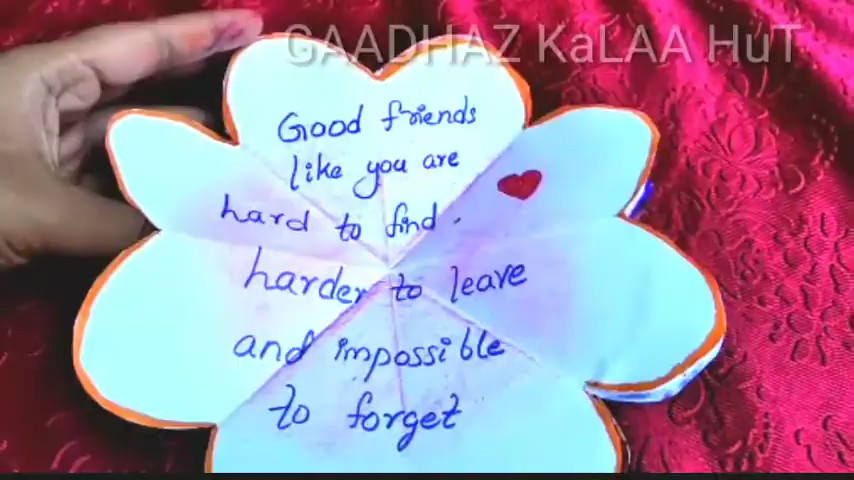 GAADHAZ KaLAA HuT
Good friends
like you are
hard to find.
harder to leave
and impossible
to forget